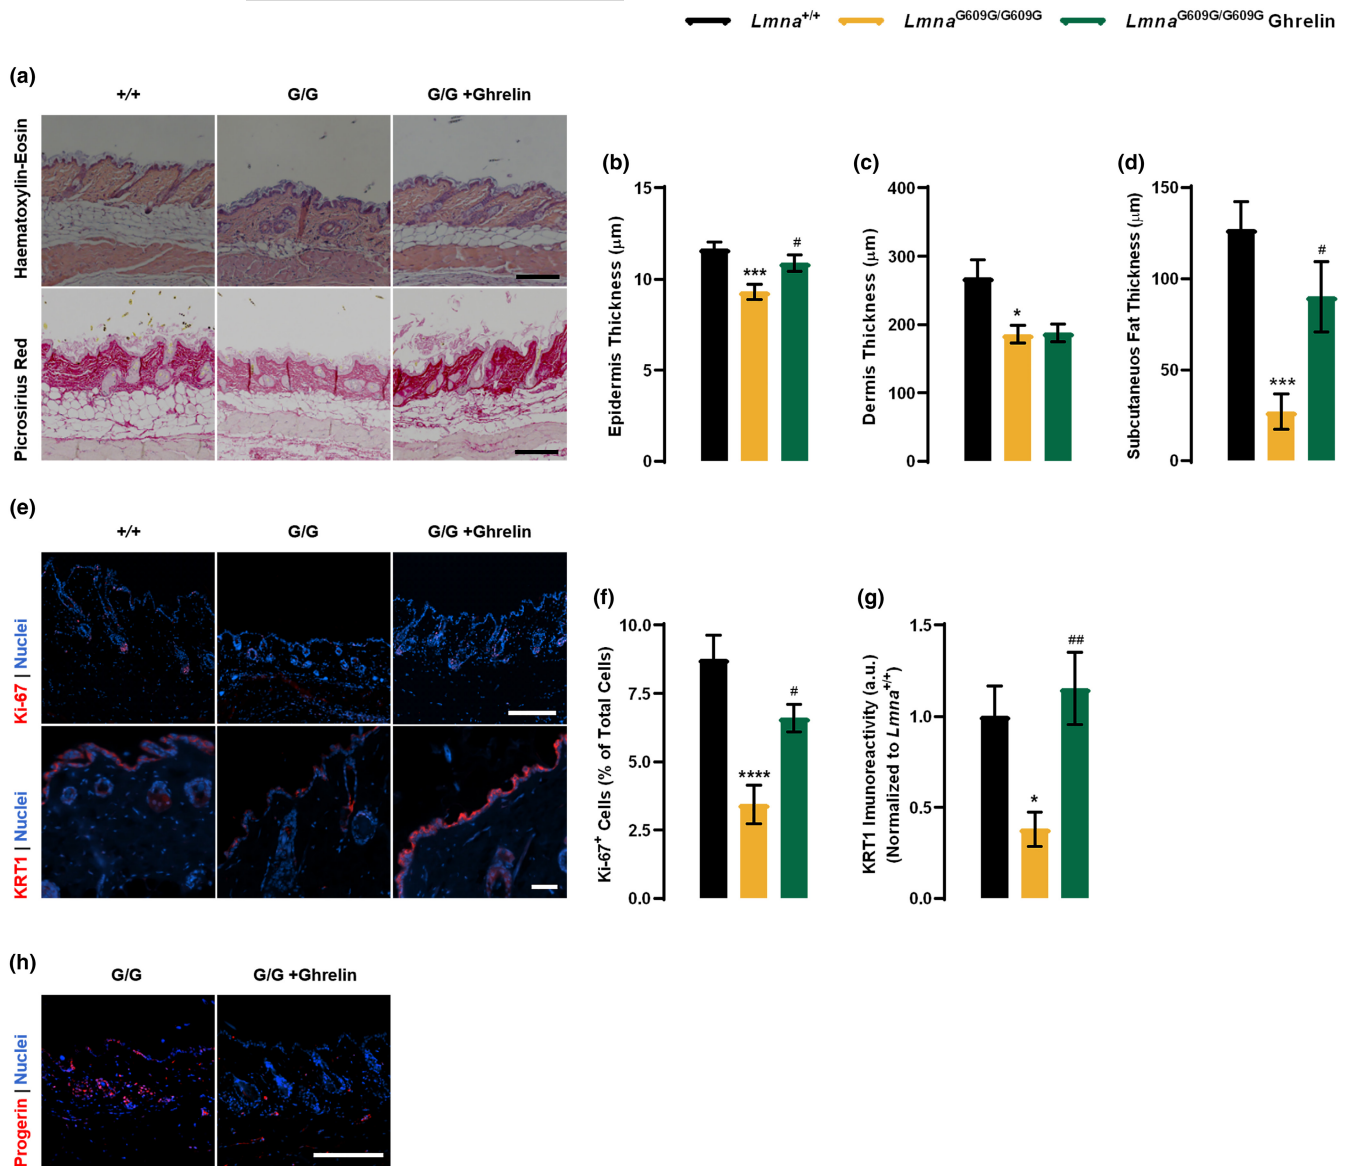 Lmna+/+ LmnaG609G/G609G LmnaG609G/G609G Ghrelin
(a)
+/+ G/G G/G +Ghrelin
Haematoxylin-Eosin
Picrosirius Red
(b)
Epidermis Thickness (μm)
15
10
5
0
***
#
(c)
Dermis Thickness (μm)
400
300
200
100
0
*
(d)
Subcutaneuos Fat Thickness (μm)
150
100
50
0
***
#
(e)
+/+ G/G G/G +Ghrelin
Ki-67 | Nuclei
KRT1 | Nuclei
(f)
Ki-67+ Cells (% of Total Cells)
10.0
7.5
5.0
2.5
0.0
****
#
(g)
KRT1 Imunoreactivity (a.u.)
(Normalized to Lmna+/+)
1.5
1.0
0.5
0.0
*
##
(h)
G/G G/G +Ghrelin
Progerin | Nuclei